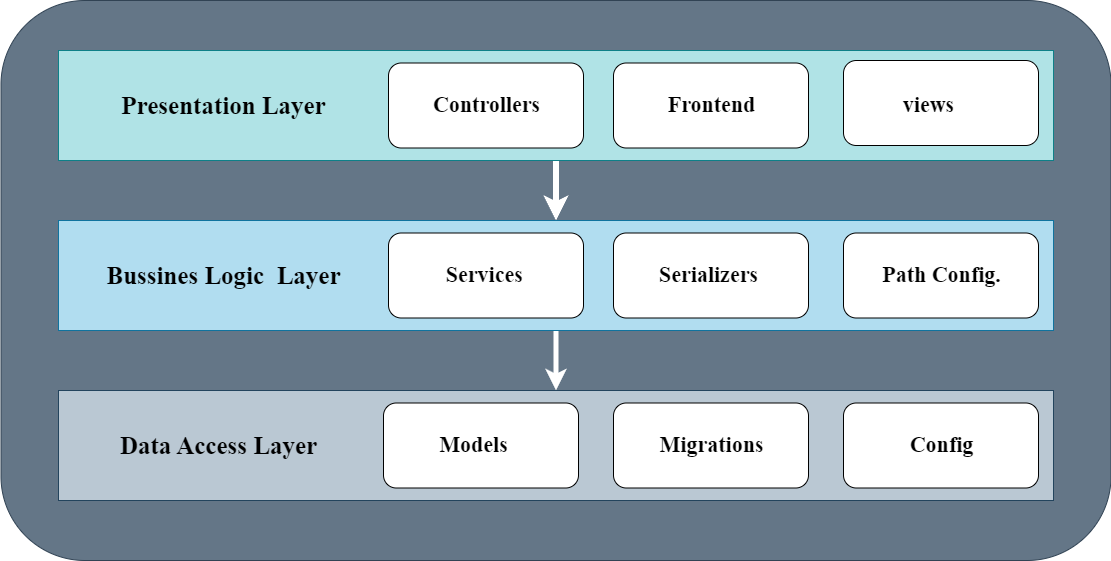 Presentation Layer
Controllers
Frontend
views
Bussines Logic  Layer
Services
Serializers
Path Config.
Data Access Layer
Models
Migrations
Config